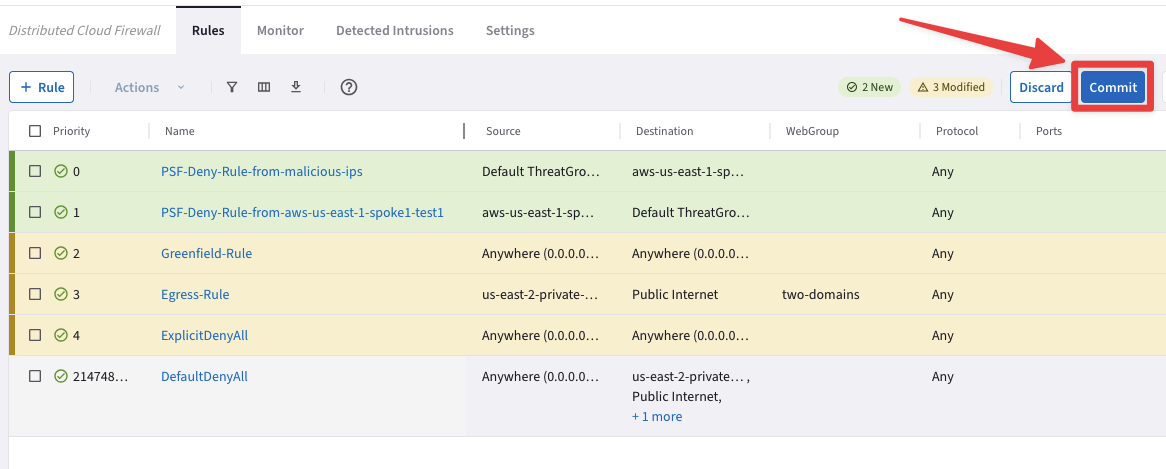 Distributed Cloud Firewall Rules Monitor Detected Intrusions Settings
+ Rule Actions 2 New 3 Modified Discard Commit
Priority Name Source Destination WebGroup Protocol Ports
0 PSF-Deny-Rule-from-malicious-ips Default ThreatGro… aws-us-east-1-sp… Any
1 PSF-Deny-Rule-from-aws-us-east-1-spoke1-test1 aws-us-east-1-sp… Default ThreatGro… Any
2 Greenfield-Rule Anywhere (0.0.0.0… Anywhere (0.0.0.0… Any
3 Egress-Rule us-east-2-private-… Public Internet two-domains Any
4 ExplicitDenyAll Anywhere (0.0.0.0… Anywhere (0.0.0.0… Any
214748… DefaultDenyAll Anywhere (0.0.0.0… us-east-2-private… , Any
Public Internet,
+ 1 more